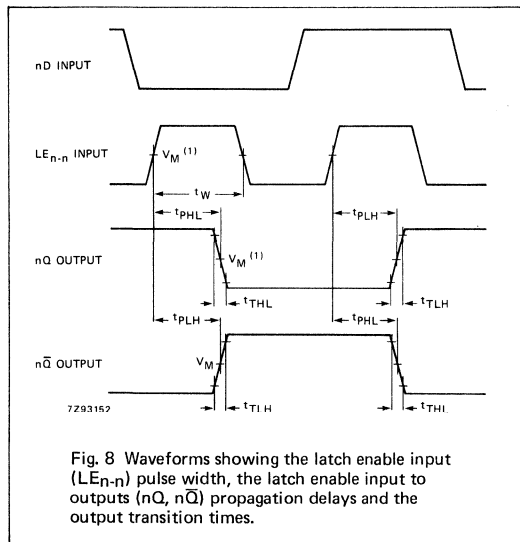 nD INPUT
LEn-n INPUT
VM (1)
tW
tPHL
tPLH
nQ OUTPUT
VM (1)
tTHL
tTLH
tPLH
tPHL
nQ̅ OUTPUT
VM
7Z93152
tTLH
tTHL
Fig. 8 Waveforms showing the latch enable input
(LEn-n) pulse width, the latch enable input to
outputs (nQ, nQ̅) propagation delays and the
output transition times.